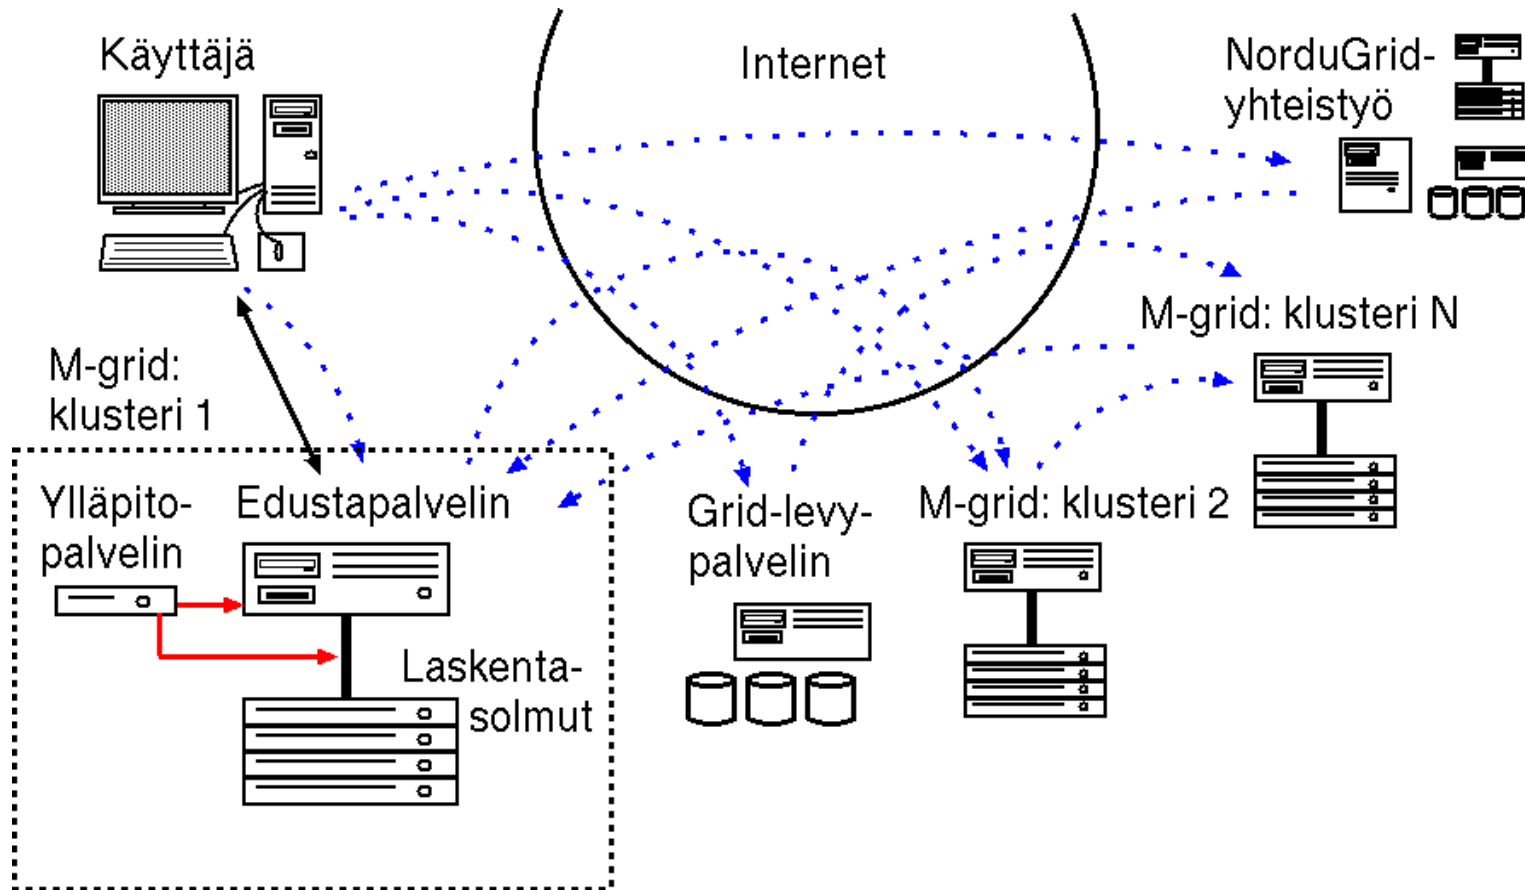 Käyttäjä
Internet
NorduGrid-
yhteistyö
M-grid: klusteri N
M-grid:
klusteri 1
Ylläpito-
palvelin
Edustapalvelin
Laskenta-
solmut
Grid-levy-
palvelin
M-grid: klusteri 2